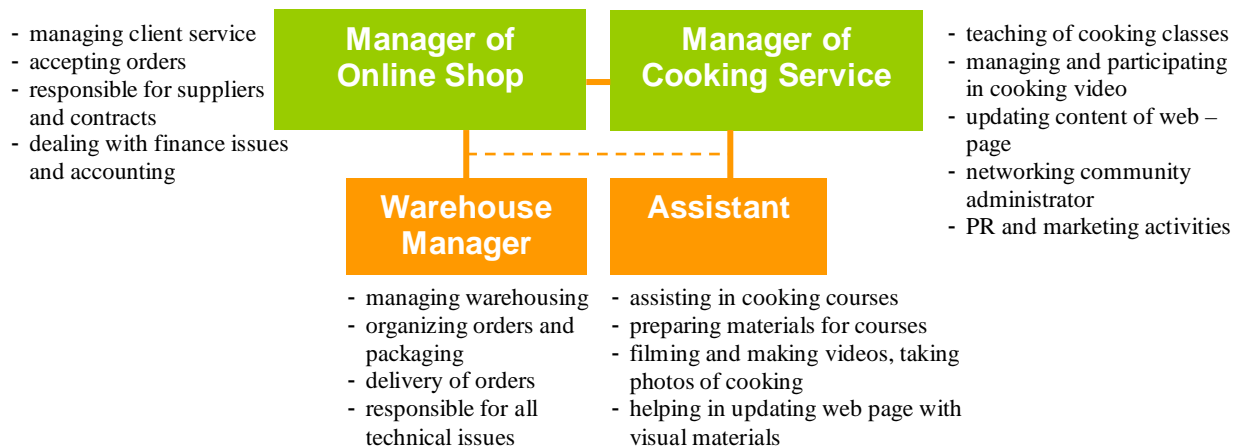 - managing client service
- accepting orders
- responsible for suppliers
and contracts
- dealing with finance issues
and accounting
Manager of
Online Shop
Manager of
Cooking Service
- teaching of cooking classes
- managing and participating
in cooking video
- updating content of web –
page
- networking community
administrator
- PR and marketing activities
Warehouse
Manager
Assistant
- managing warehousing
- organizing orders and
packaging
- delivery of orders
- responsible for all
technical issues
- assisting in cooking courses
- preparing materials for courses
- filming and making videos, taking
photos of cooking
- helping in updating web page with
visual materials